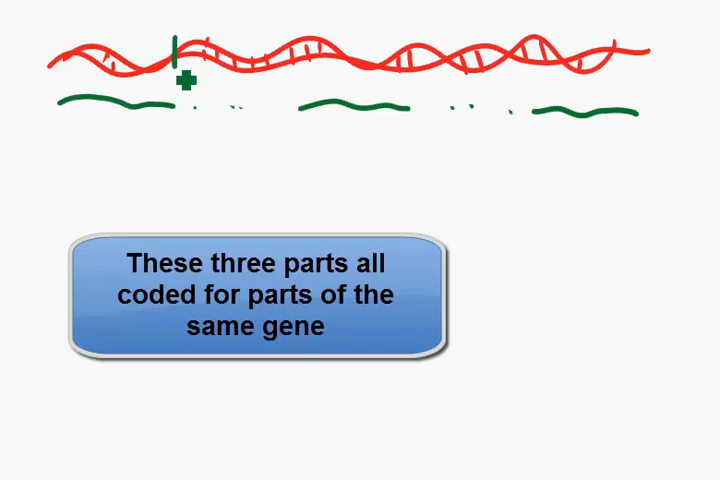 These three parts all
coded for parts of the
same gene